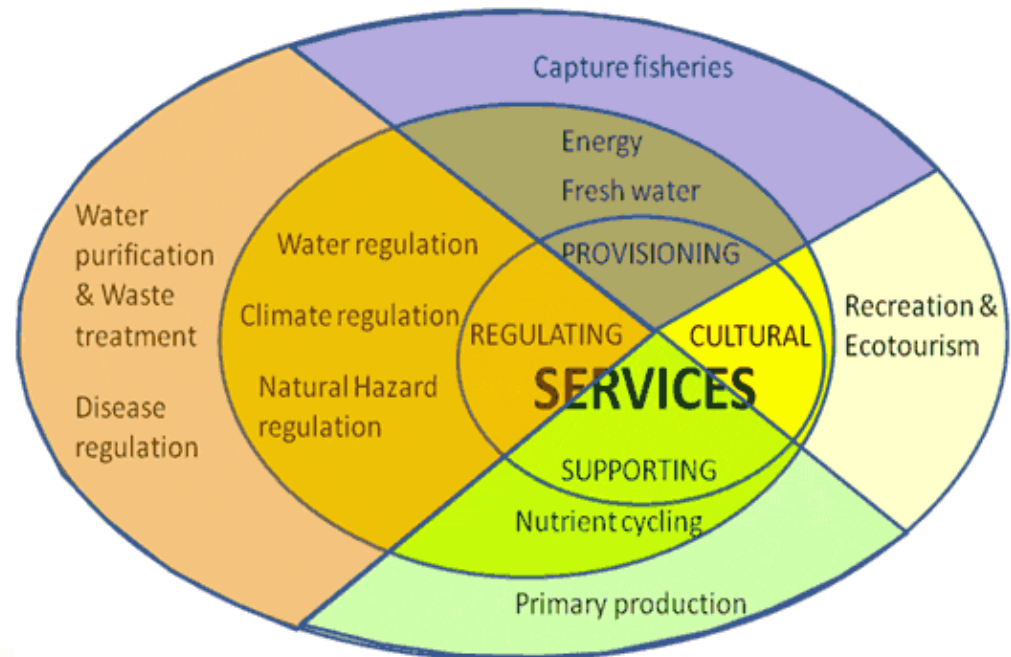 Capture fisheries
Energy
Fresh water
PROVISIONING
Water
purification
& Waste
treatment
Disease
regulation
Water regulation
Climate regulation
Natural Hazard
regulation
REGULATING
CULTURAL
Recreation &
Ecotourism
SERVICES
SUPPORTING
Nutrient cycling
Primary production